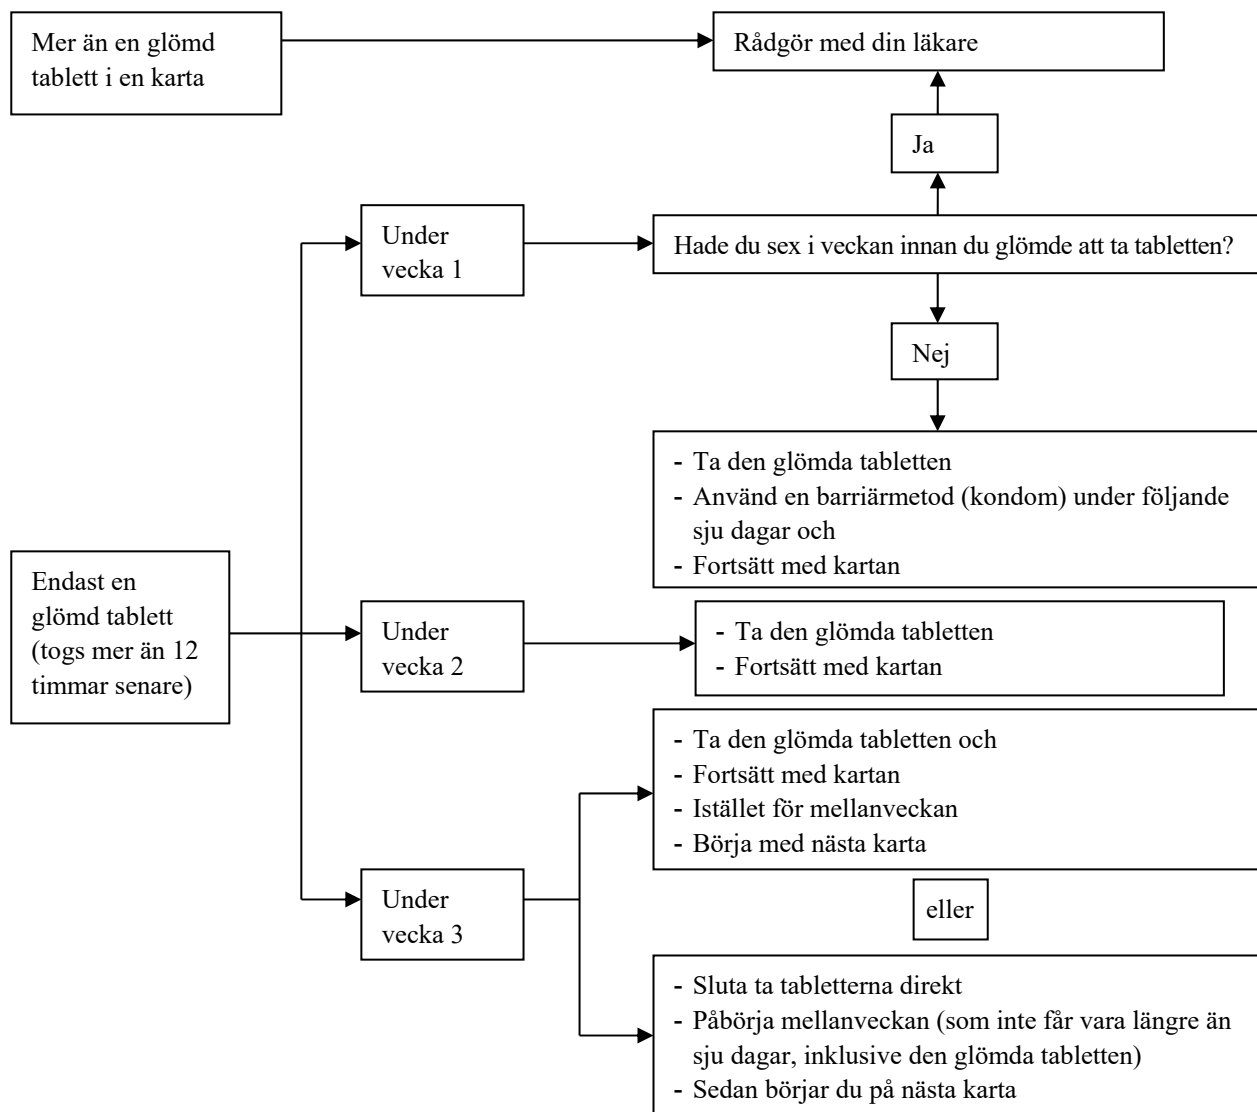 Mer än en glömd
tablett i en karta
Rådgör med din läkare
Ja
Under
vecka 1
Hade du sex i veckan innan du glömde att ta tabletten?
Nej
- Ta den glömda tabletten
- Använd en barriärmetod (kondom) under följande
sju dagar och
- Fortsätt med kartan
Endast en
glömd tablett
(togs mer än 12
timmar senare)
Under
vecka 2
- Ta den glömda tabletten
- Fortsätt med kartan
- Ta den glömda tabletten och
- Fortsätt med kartan
- Istället för mellanveckan
- Börja med nästa karta
Under
vecka 3
eller
- Sluta ta tabletterna direkt
- Påbörja mellanveckan (som inte får vara längre än
sju dagar, inklusive den glömda tabletten)
- Sedan börjar du på nästa karta